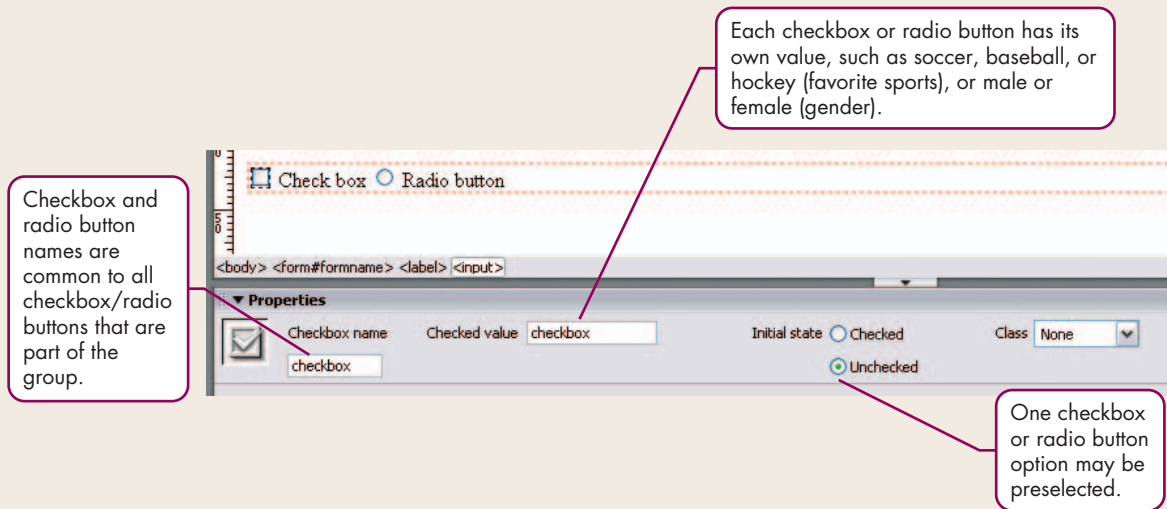 Each checkbox or radio button has its
own value, such as soccer, baseball, or
hockey (favorite sports), or male or
female (gender).
Checkbox and
radio button
names are
common to all
checkbox/radio
buttons that are
part of the
group.
0
Check box Radio button
5
0
<body> <form#formname> <label> <input>
Properties
Checkbox name Checked value checkbox Initial state Checked Class None
checkbox Unchecked
One checkbox
or radio button
option may be
preselected.